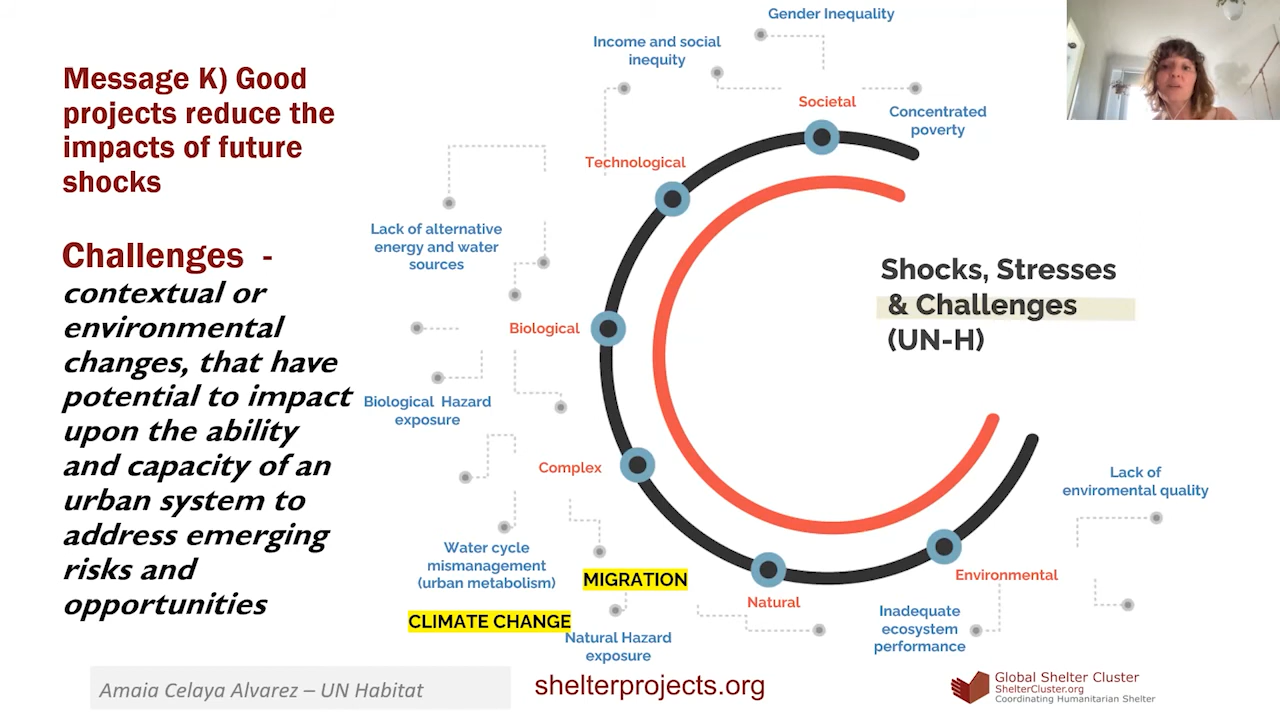 Message K) Good
projects reduce the
impacts of future
shocks
Challenges -
contextual or
environmental
changes, that have
potential to impact
upon the ability
and capacity of an
urban system to
address emerging
risks and
opportunities
Gender Inequality
Income and social
inequity
Societal
Concentrated
poverty
Technological
Lack of alternative
energy and water
sources
Biological
Biological Hazard
exposure
Complex
Water cycle
mismanagement
(urban metabolism)
MIGRATION
CLIMATE CHANGE
Natural
Natural Hazard
exposure
Environmental
Inadequate
ecosystem
performance
Lack of
enviromental quality
Shocks, Stresses
& Challenges
(UN-H)
Amaia Celaya Alvarez – UN Habitat
shelterprojects.org
Global Shelter Cluster
ShelterCluster.org
Coordinating Humanitarian Shelter